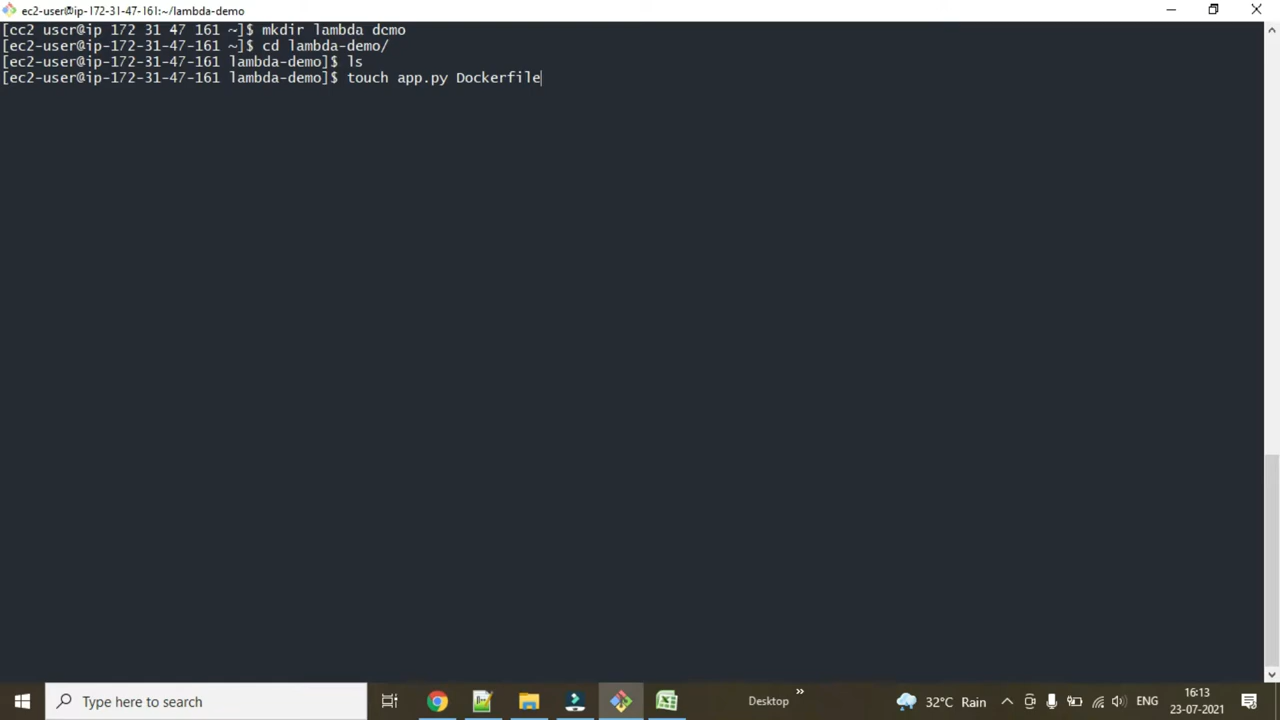 ec2-user@ip-172-31-47-161:~/lambda-demo
[ec2 user@ip 172 31 47 161 ~]$ mkdir lambda demo
[ec2-user@ip-172-31-47-161 ~]$ cd lambda-demo/
[ec2-user@ip-172-31-47-161 lambda-demo]$ ls
[ec2-user@ip-172-31-47-161 lambda-demo]$ touch app.py Dockerfile
Type here to search
Desktop
»
32°C Rain
ENG
16:13
23-07-2021